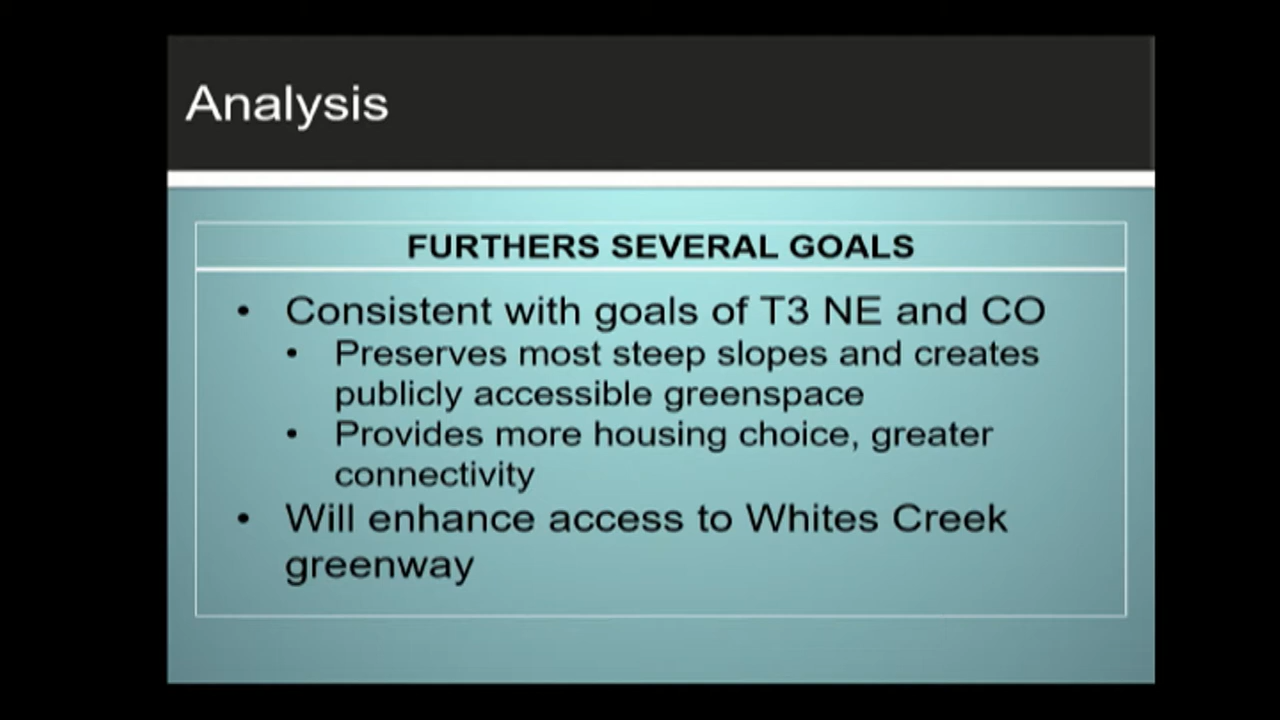 Analysis
FURTHERS SEVERAL GOALS
• Consistent with goals of T3 NE and CO
• Preserves most steep slopes and creates
publicly accessible greenspace
• Provides more housing choice, greater
connectivity
• Will enhance access to Whites Creek
greenway